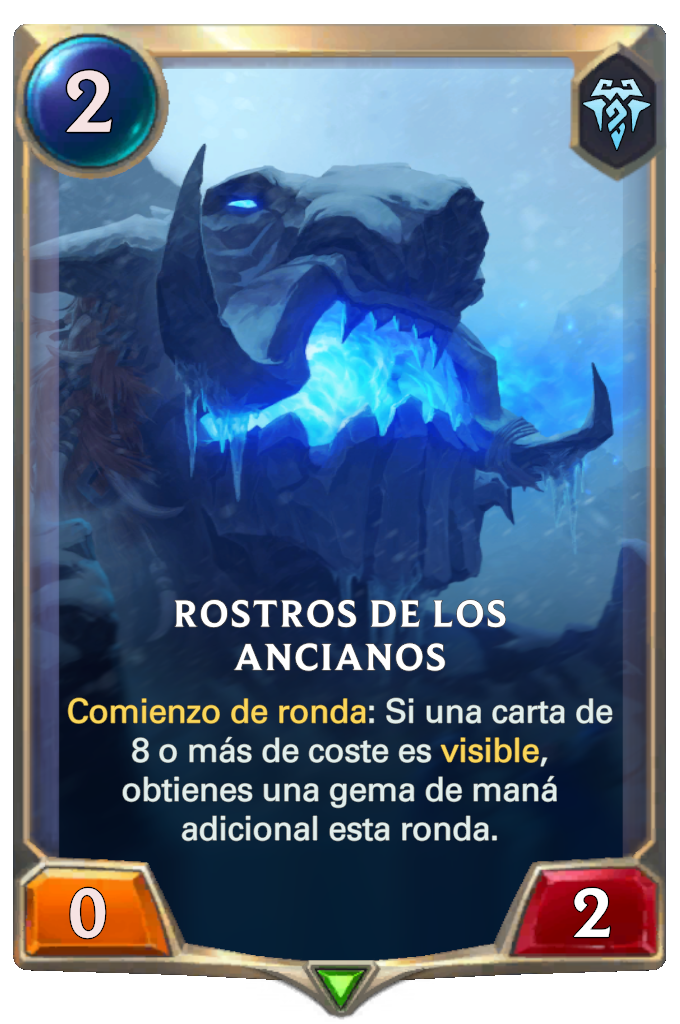 2
ROSTROS DE LOS
ANCIANOS
Comienzo de ronda: Si una carta de
8 o más de coste es visible,
obtienes una gema de maná
adicional esta ronda.
0
2